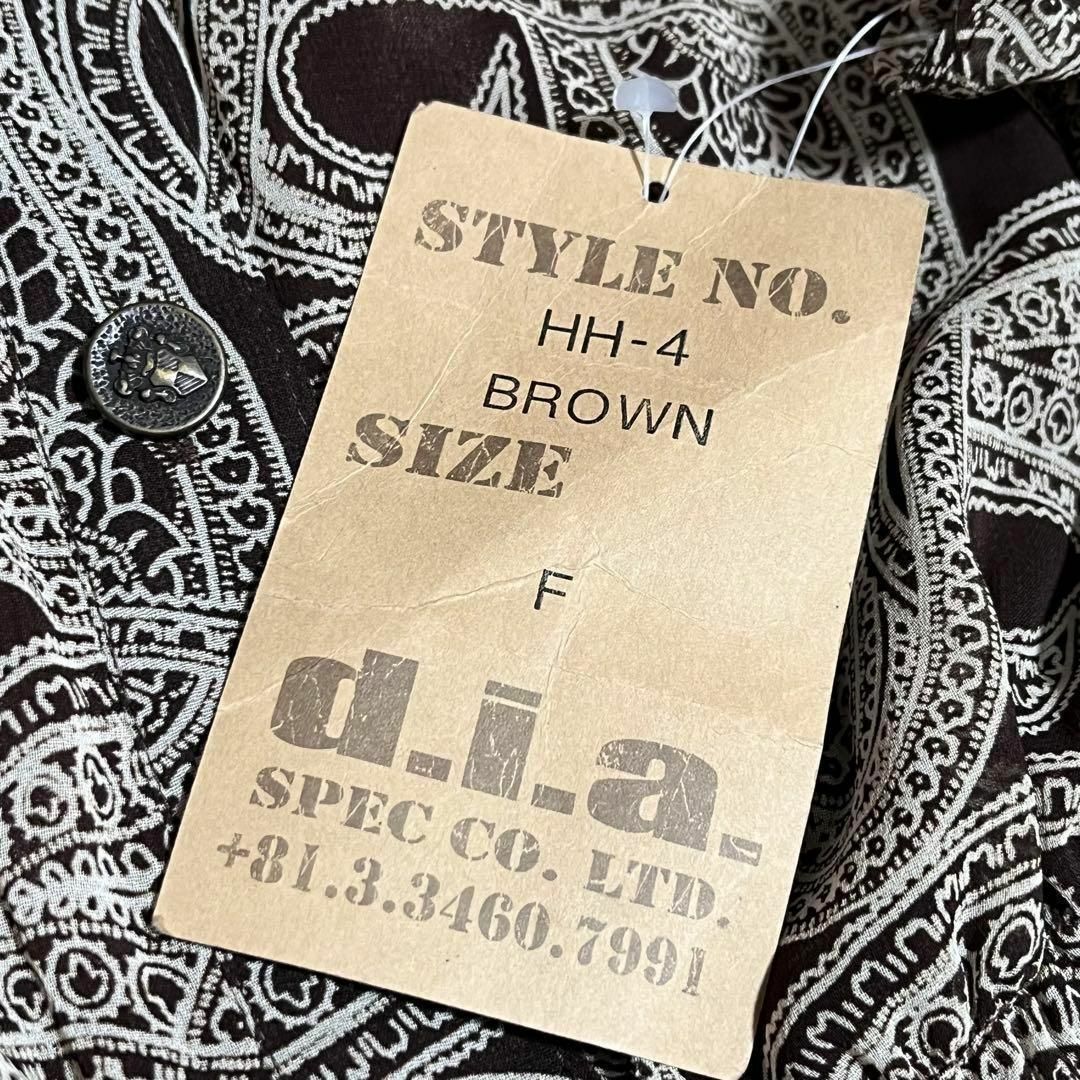 STYLE NO.
HH-4
BROWN
SIZE
F
d.i.a.
SPEC CO. LTD.
+81.3.3460.7991